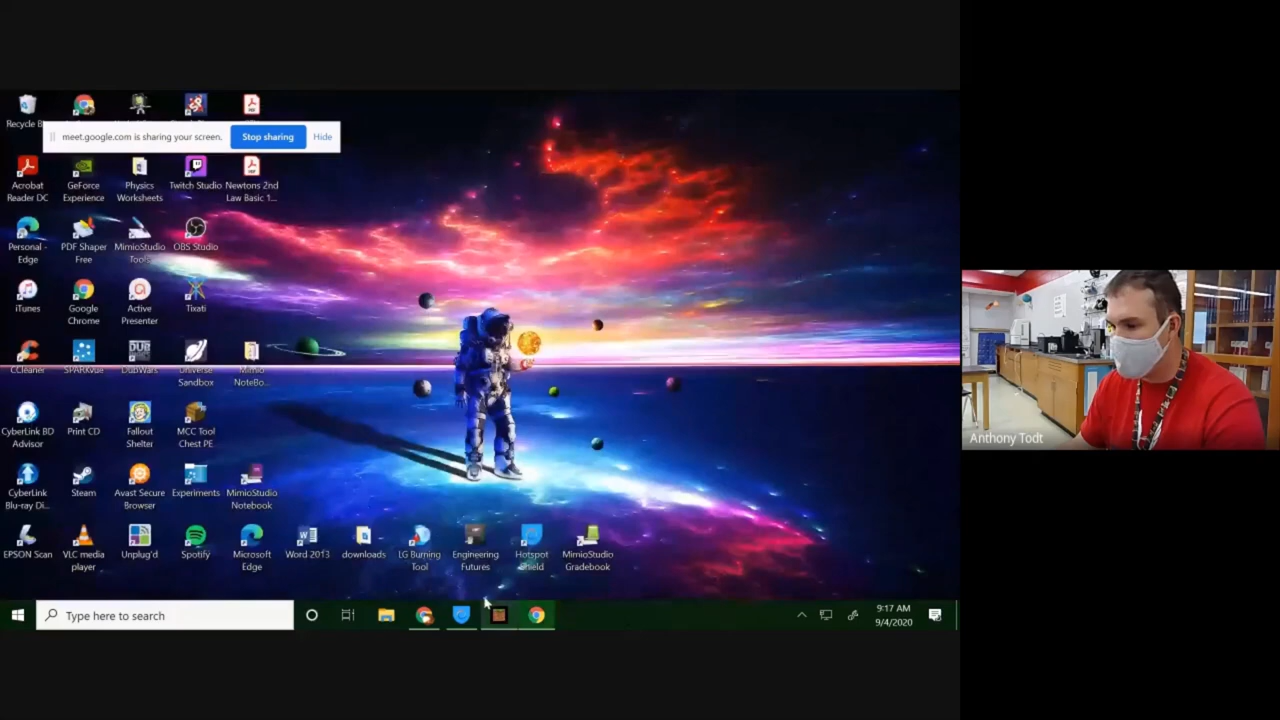 Recycle B
meet.google.com is sharing your screen.
Stop sharing
Hide
Acrobat
Reader DC
GeForce
Experience
Physics
Worksheets
Twitch Studio
Newtons 2nd
Law Basic 1...
Personal -
Edge
PDF Shaper
Free
MimioStudio
Tools
OBS Studio
iTunes
Google
Chrome
Active
Presenter
Tixati
CCleaner
SPARKvue
DubWars
Universe
Sandbox
Mimio
NoteBo...
CyberLink BD
Advisor
Print CD
Fallout
Shelter
MCC Tool
Chest PE
CyberLink
Blu-ray Di...
Steam
Avast Secure
Browser
Experiments
MimioStudio
Notebook
EPSON Scan
VLC media
player
Unplug'd
Spotify
Microsoft
Edge
Word 2013
downloads
LG Burning
Tool
Engineering
Futures
Hotspot
Shield
MimioStudio
Gradebook
Type here to search
9:17 AM
9/4/2020
Anthony Todt